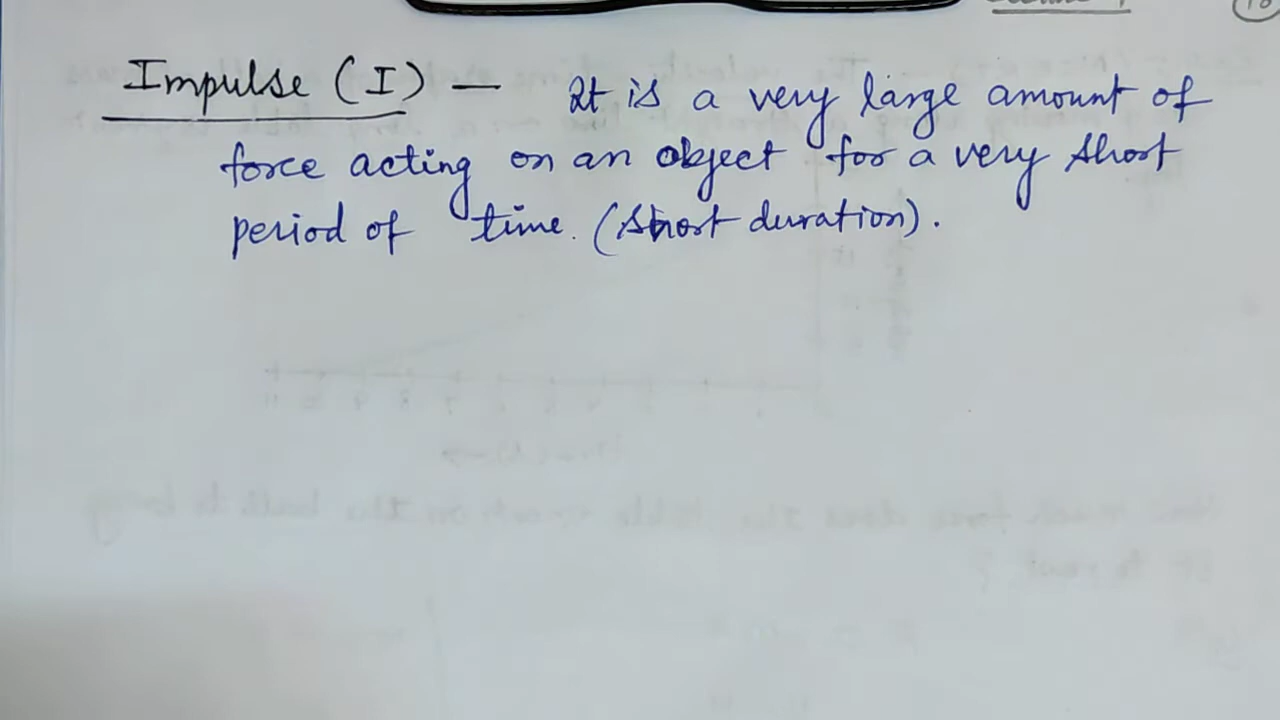 Impulse (I) — It is a very large amount of
force acting on an object for a very short
period of time. (short duration).